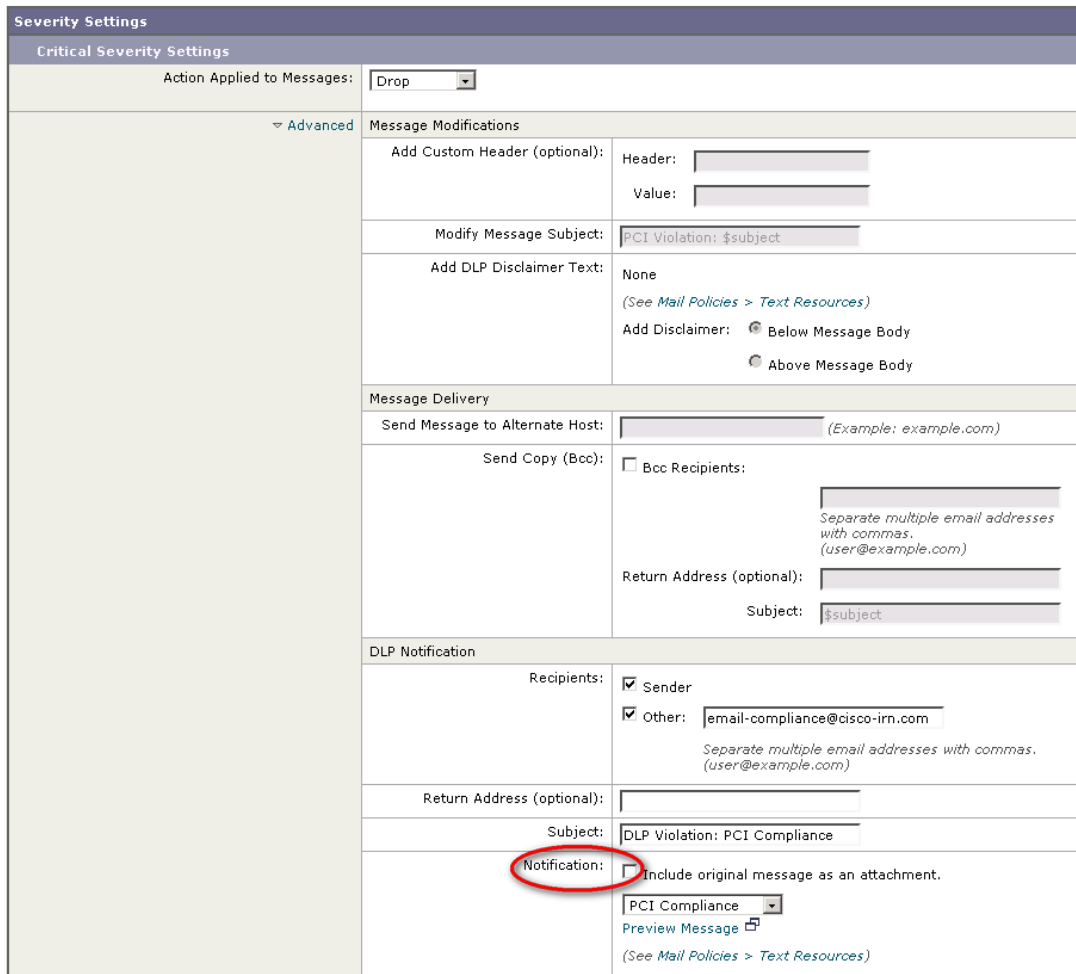 Severity Settings
Critical Severity Settings
Action Applied to Messages:
Drop
Advanced
Message Modifications
Add Custom Header (optional):
Header:
Value:
Modify Message Subject:
PCI Violation: $subject
Add DLP Disclaimer Text:
None
(See Mail Policies > Text Resources)
Add Disclaimer:
Below Message Body
Above Message Body
Message Delivery
Send Message to Alternate Host:
(Example: example.com)
Send Copy (Bcc):
Bcc Recipients:
Separate multiple email addresses
with commas.
(user@example.com)
Return Address (optional):
Subject:
$subject
DLP Notification
Recipients:
Sender
Other:
email-compliance@cisco-irn.com
Separate multiple email addresses with commas.
(user@example.com)
Return Address (optional):
Subject:
DLP Violation: PCI Compliance
Notification:
Include original message as an attachment.
PCI Compliance
Preview Message
(See Mail Policies > Text Resources)